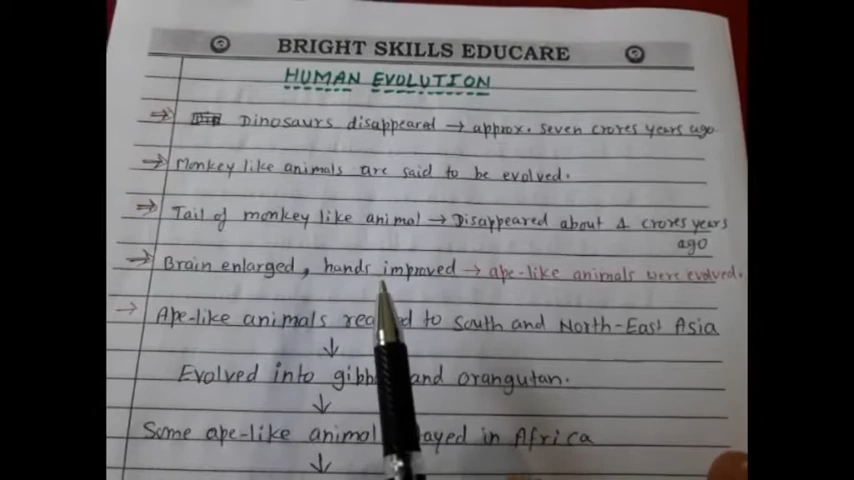 BRIGHT SKILLS EDUCARE
HUMAN EVOLUTION
⇒ Dinosaurs disappeared → approx. seven crores years ago
⇒ Monkey like animals are said to be evolved.
⇒ Tail of monkey like animal → Disappeared about 4 crores years
ago
⇒ Brain enlarged, hands improved → ape-like animals were evolved.
→ Ape-like animals to South and North-East Asia
↓
Evolved into and orangutan.
↓
Some ape-like in Africa
↓